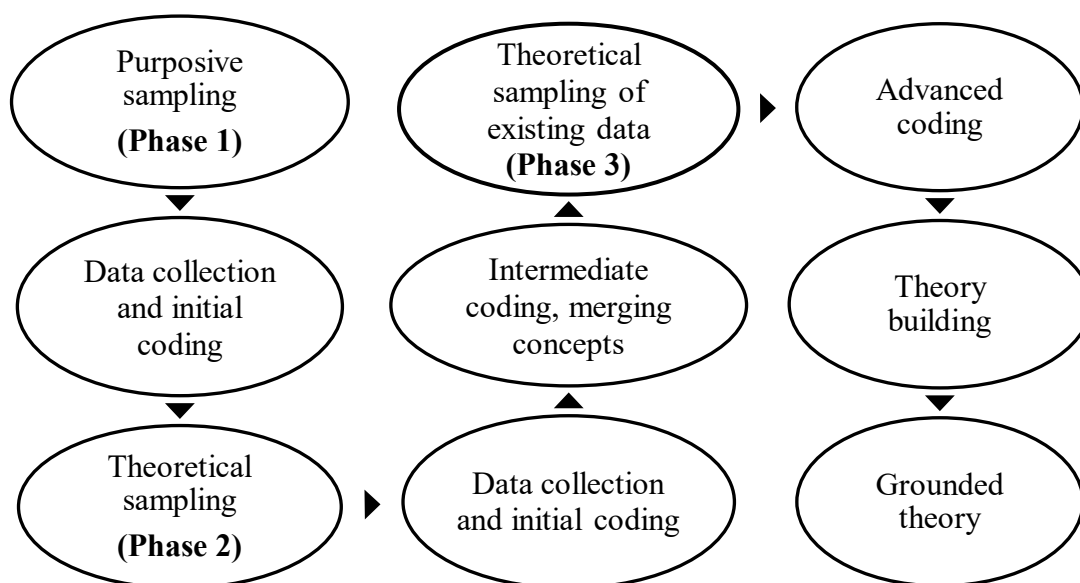 Purposive
sampling
(Phase 1)
Data collection
and initial
coding
Theoretical
sampling
(Phase 2)
Data collection
and initial coding
Intermediate
coding, merging
concepts
Theoretical
sampling of
existing data
(Phase 3)
Advanced
coding
Theory
building
Grounded
theory